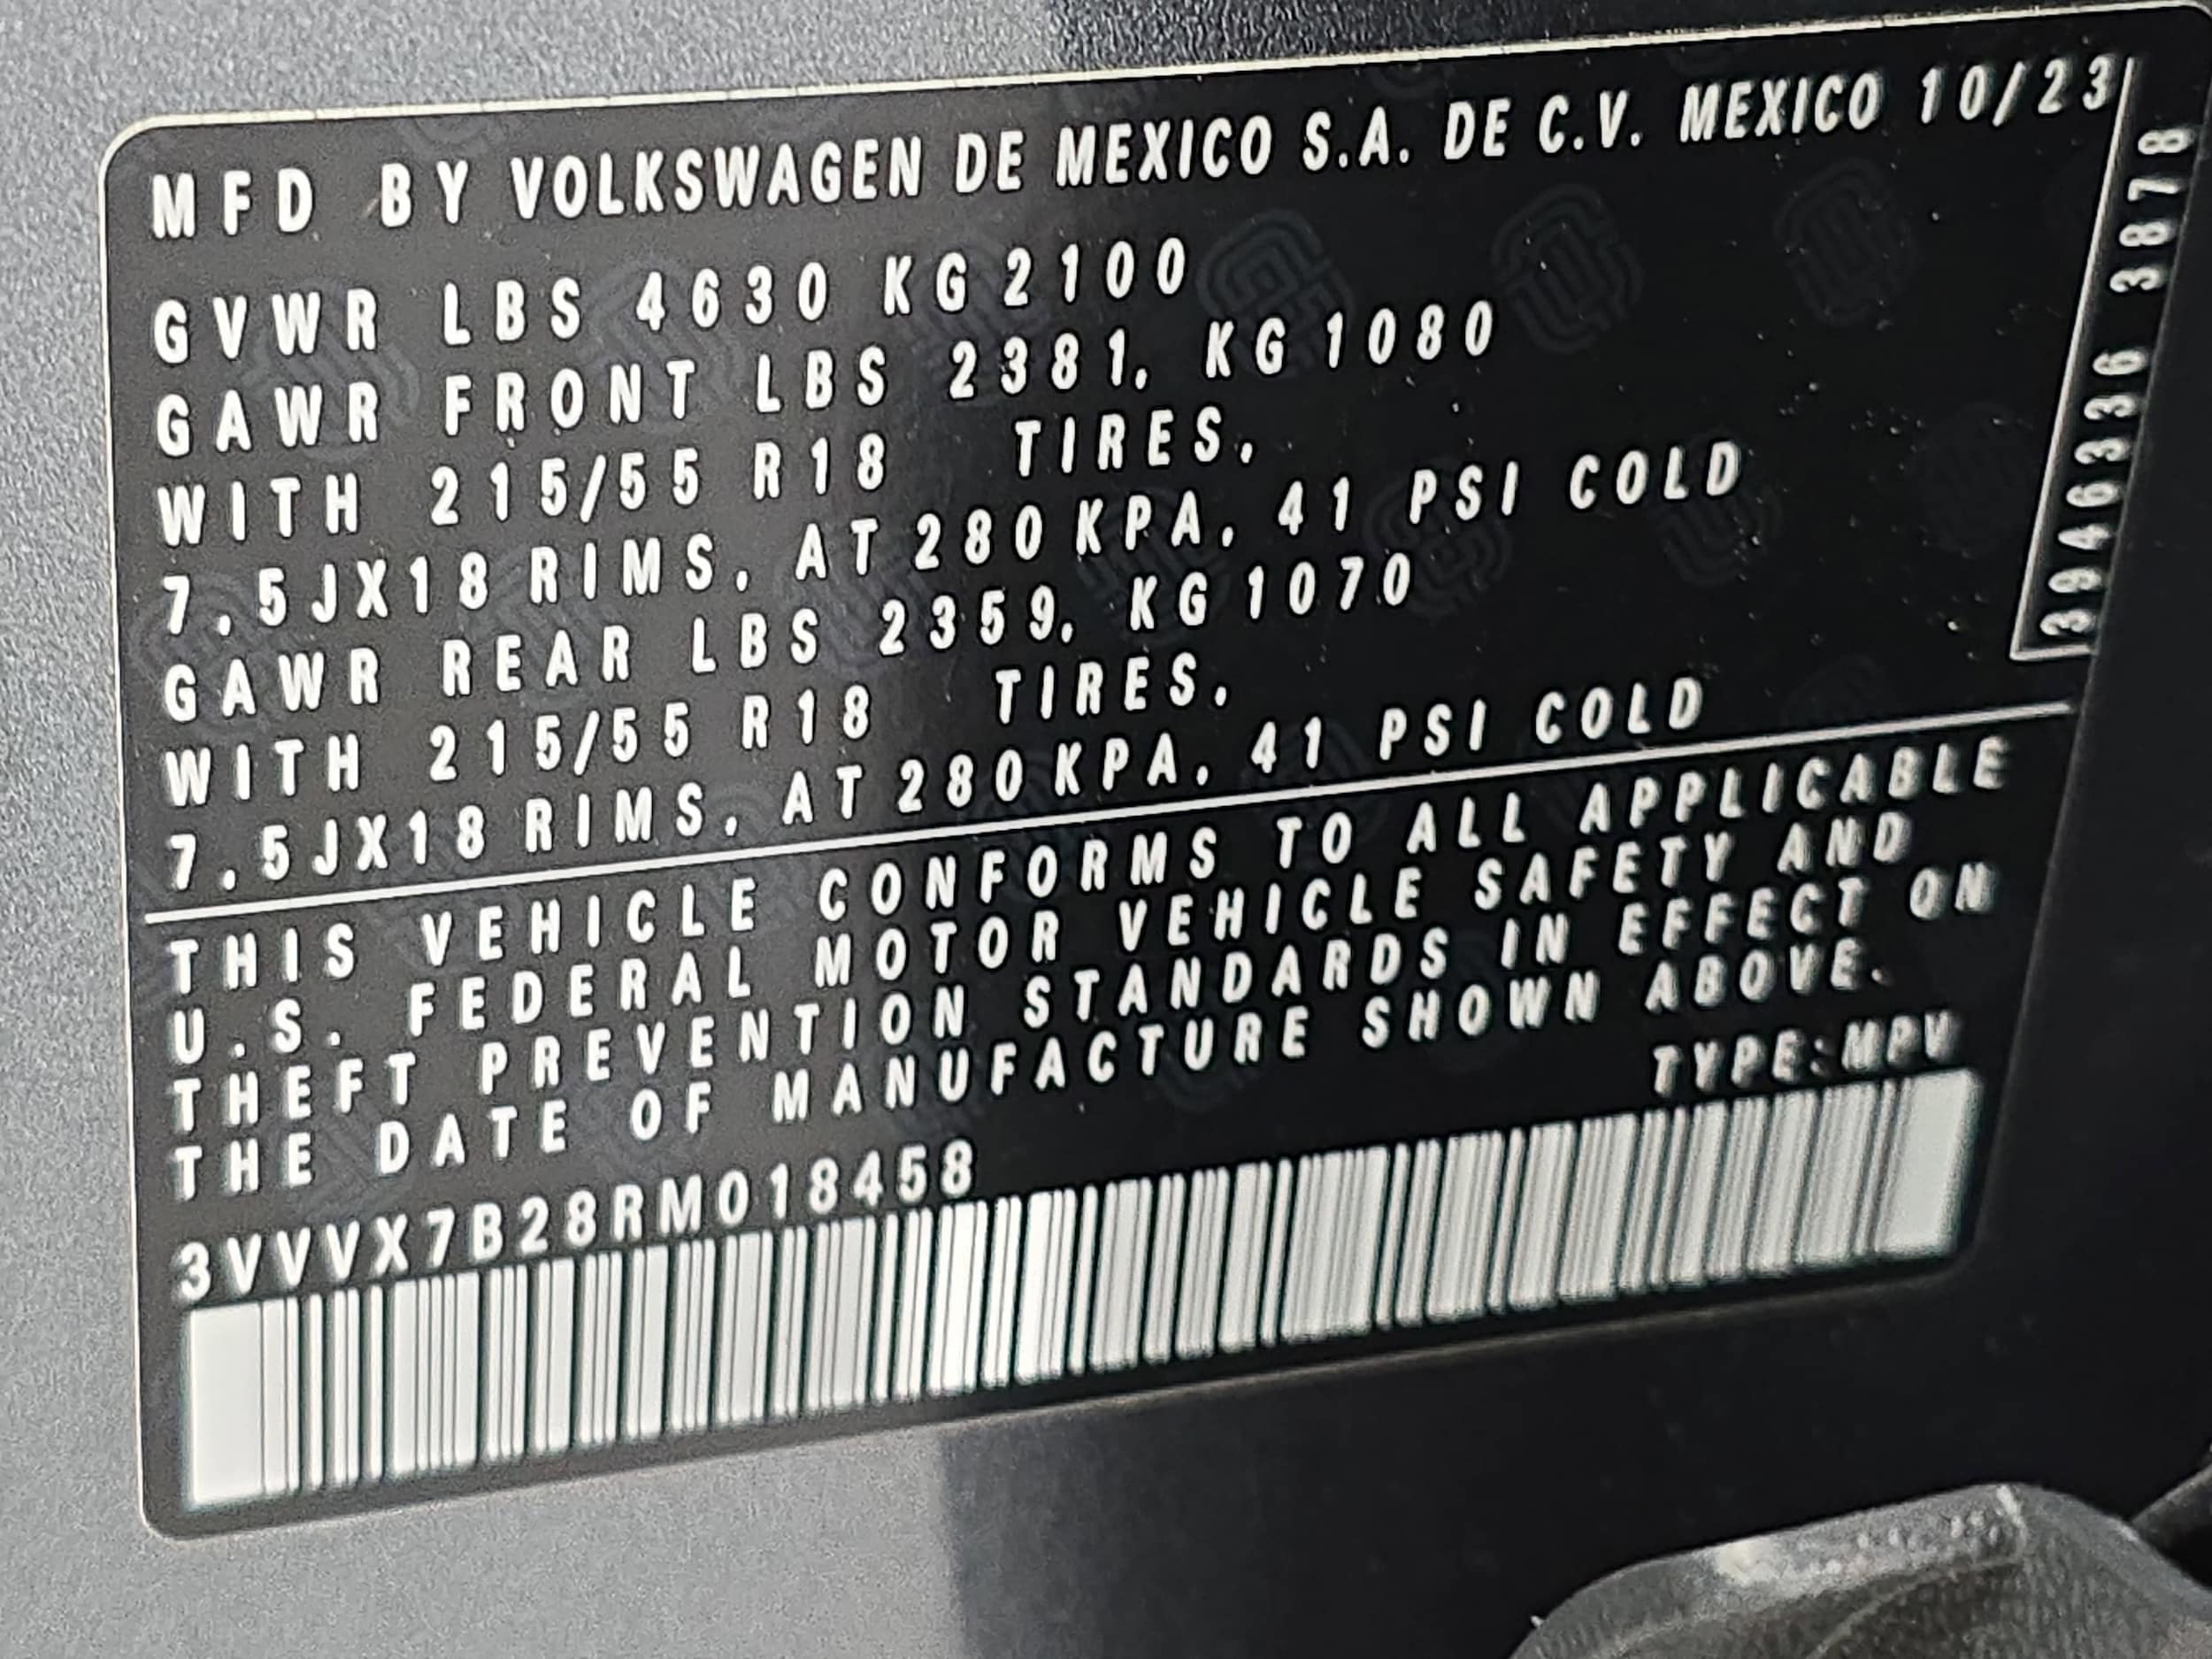 MFD BY VOLKSWAGEN DE MEXICO S.A. DE C.V. MEXICO 10/23
GVWR LBS 4630 KG 2100
GAWR FRONT LBS 2381, KG 1080
WITH 215/55 R18 TIRES,
7.5JX18 RIMS, AT 280 KPA, 41 PSI COLD
GAWR REAR LBS 2359, KG 1070
WITH 215/55 R18 TIRES,
7.5JX18 RIMS, AT 280 KPA, 41 PSI COLD
THIS VEHICLE CONFORMS TO ALL APPLICABLE
U.S. FEDERAL MOTOR VEHICLE SAFETY AND
THEFT PREVENTION STANDARDS IN EFFECT ON
THE DATE OF MANUFACTURE SHOWN ABOVE.
TYPE:MPV
3VVVX7B28RM018458
3946336 3878